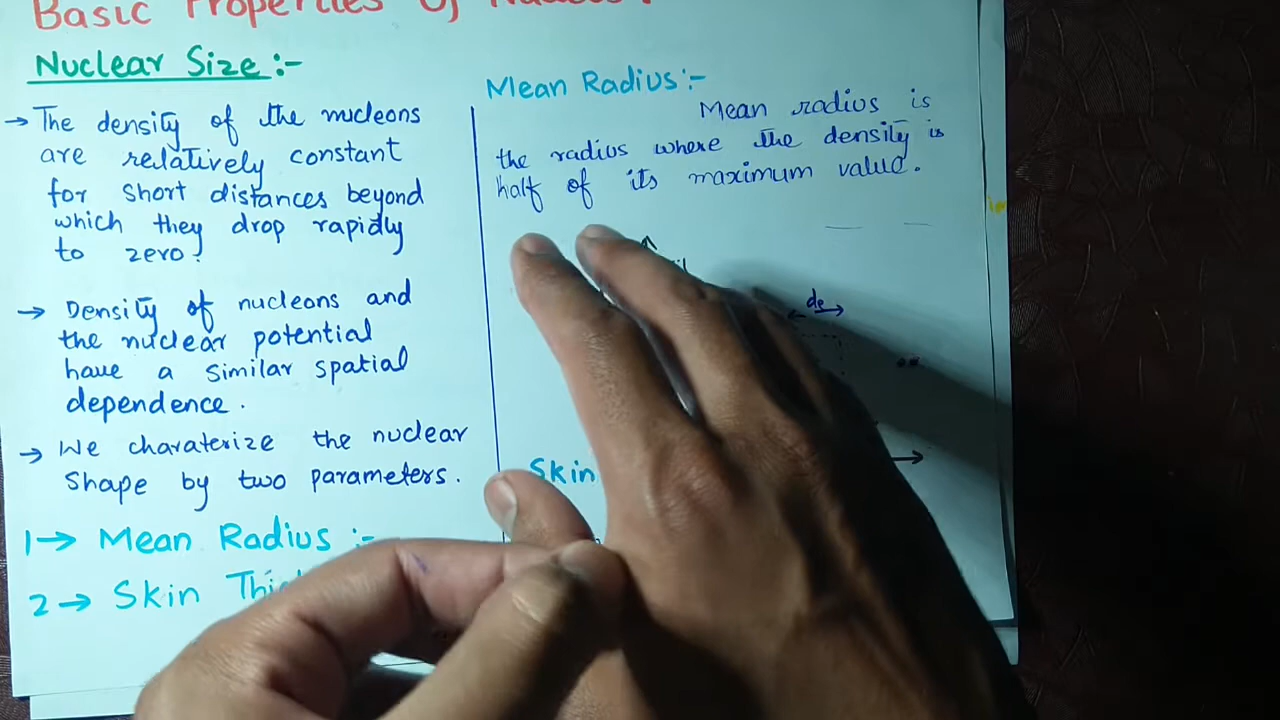 Basic Properties Of Nucleus :
Nuclear Size :-
→ The density of the nucleons
are relatively constant
for short distances beyond
which they drop rapidly
to zero.
→ Density of nucleons and
the nuclear potential
have a similar spatial
dependence.
→ We charaterize the nuclear
Shape by two parameters.
1→ Mean Radius :-
2→ Skin
Mean Radius :-
Mean radius is
the radius where the density is
half of its maximum value.
Skin